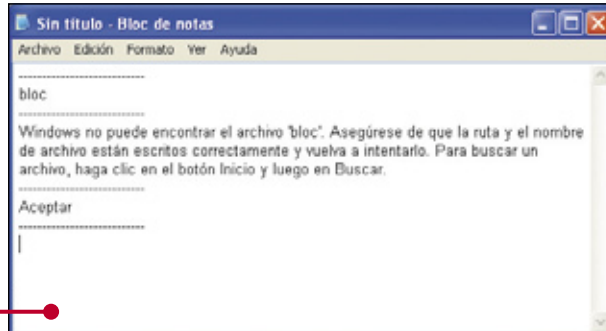 Sin título - Bloc de notas
Archivo Edición Formato Ver Ayuda
---------------------------
bloc
---------------------------
Windows no puede encontrar el archivo 'bloc'. Asegúrese de que la ruta y el nombre
de archivo están escritos correctamente y vuelva a intentarlo. Para buscar un
archivo, haga clic en el botón Inicio y luego en Buscar.
---------------------------
Aceptar
---------------------------